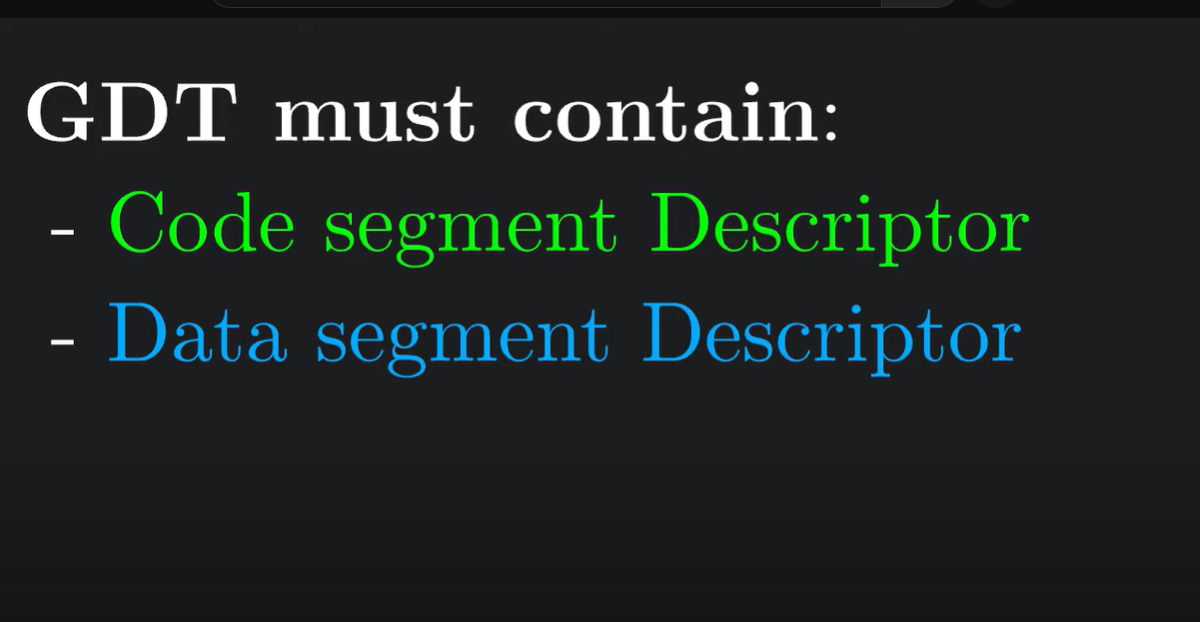 GDT must contain:
- Code segment Descriptor
- Data segment Descriptor